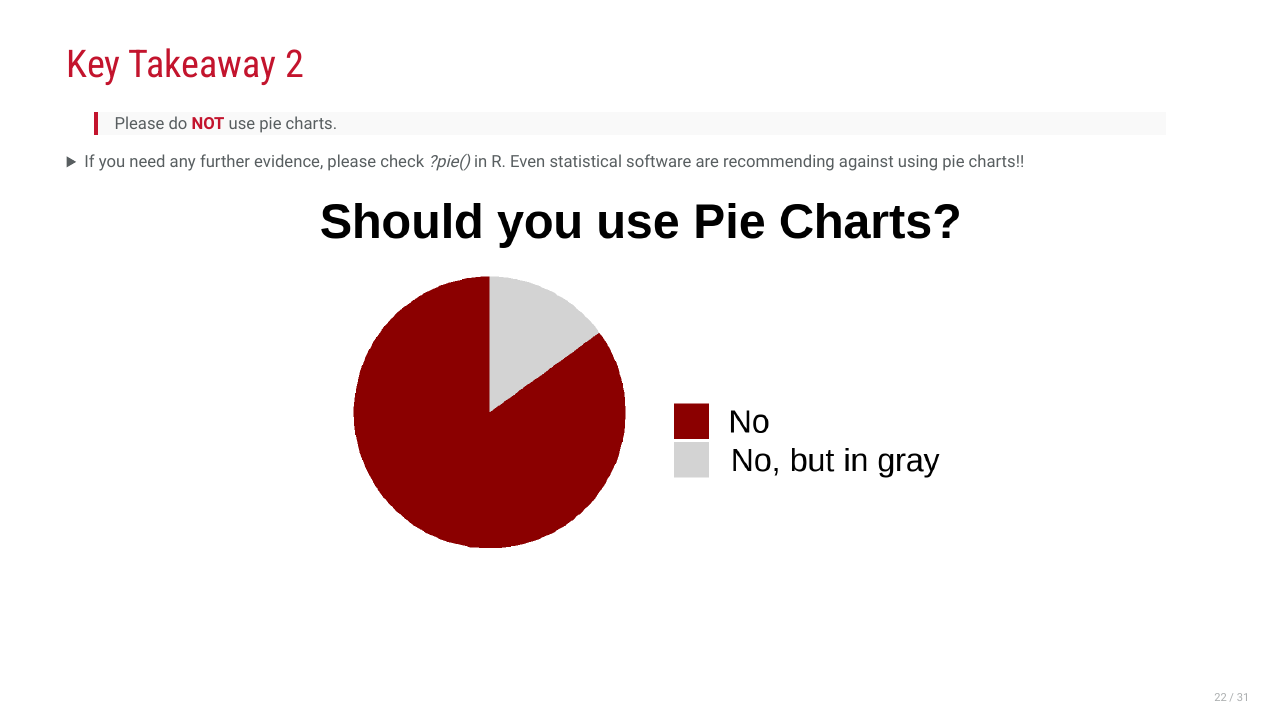 Key Takeaway 2
Please do NOT use pie charts.
If you need any further evidence, please check ?pie() in R. Even statistical software are recommending against using pie charts!!
Should you use Pie Charts?
No
No, but in gray
22 / 31